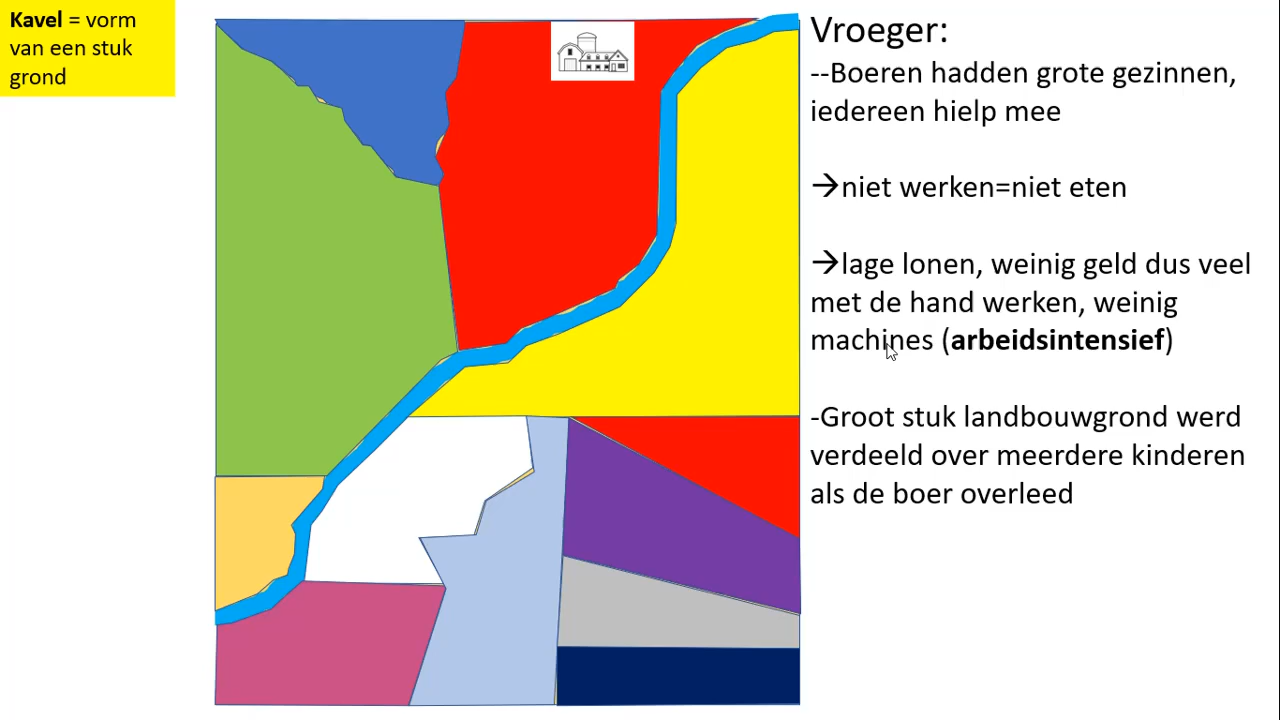 Kavel = vorm
van een stuk
grond
Vroeger:
--Boeren hadden grote gezinnen,
iedereen hielp mee
→niet werken=niet eten
→lage lonen, weinig geld dus veel
met de hand werken, weinig
machines (arbeidsintensief)
-Groot stuk landbouwgrond werd
verdeeld over meerdere kinderen
als de boer overleed